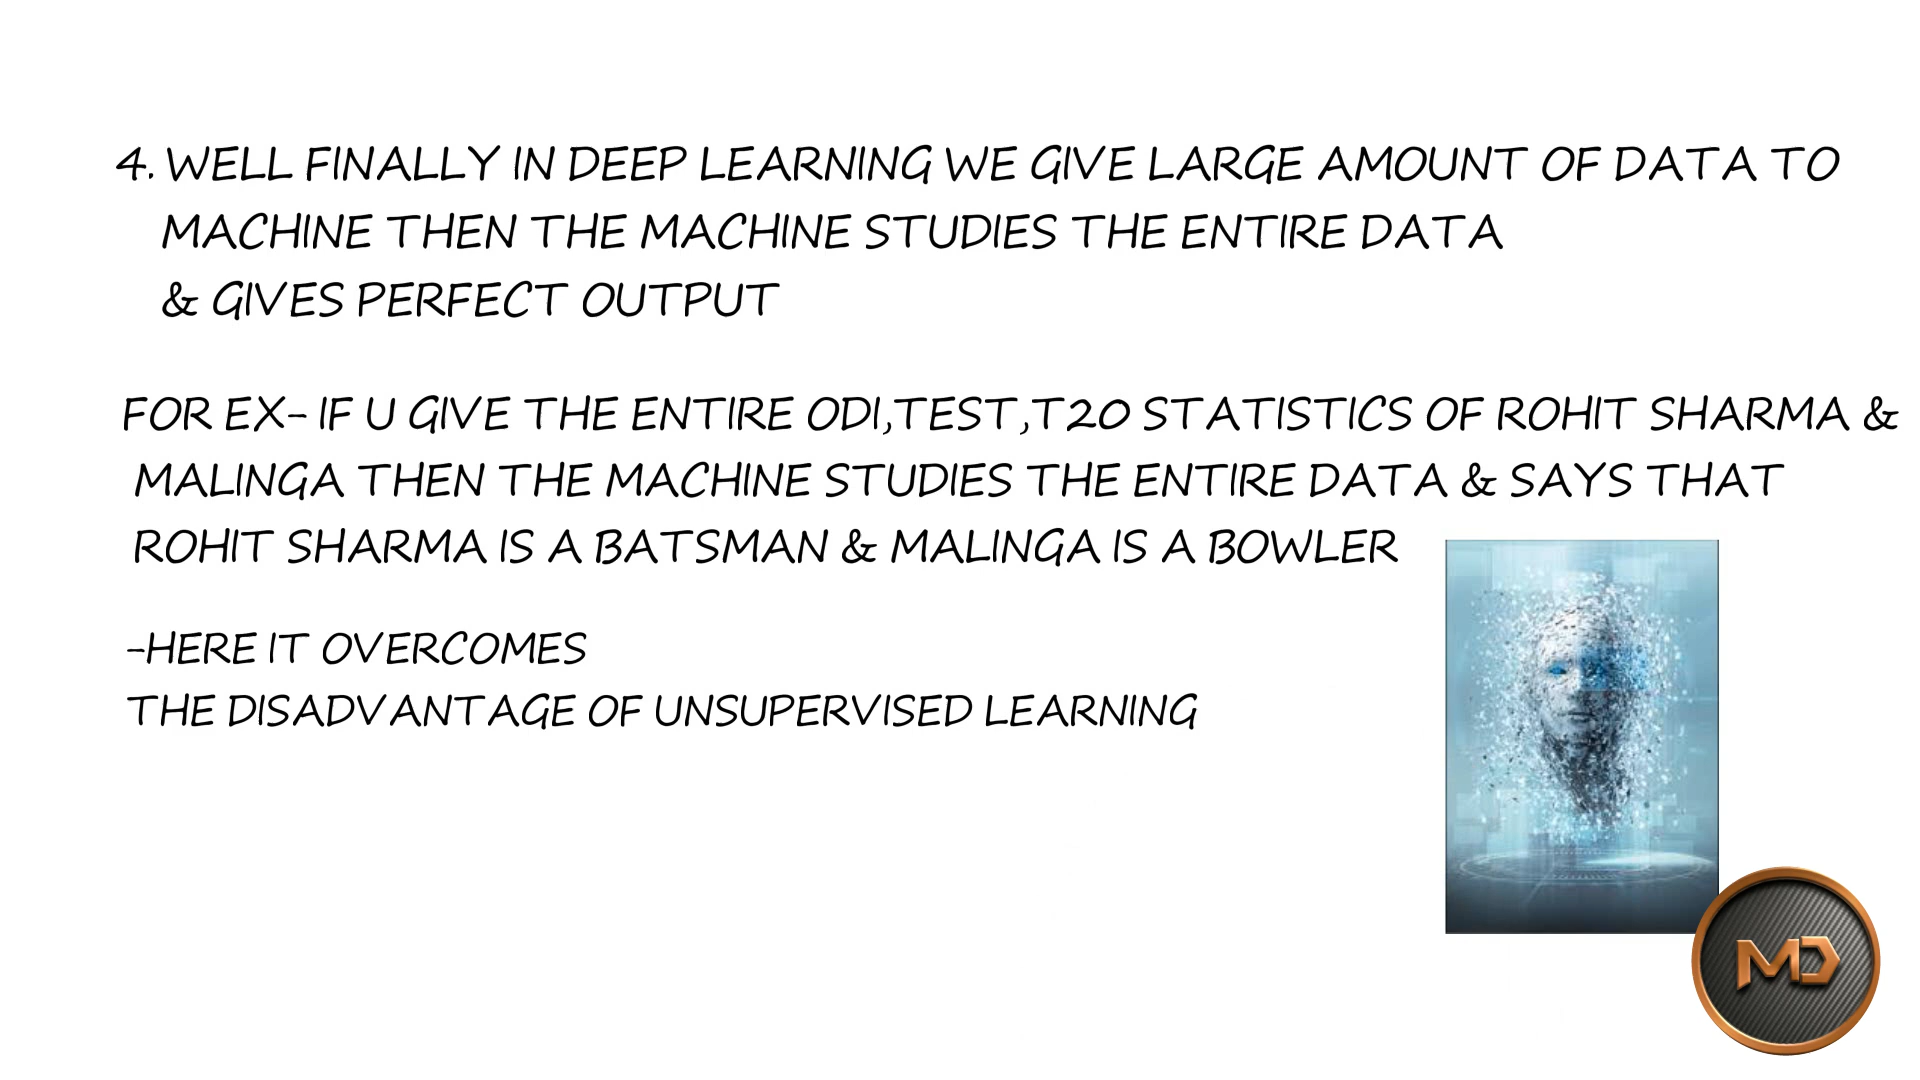 4. WELL FINALLY IN DEEP LEARNING WE GIVE LARGE AMOUNT OF DATA TO
MACHINE THEN THE MACHINE STUDIES THE ENTIRE DATA
& GIVES PERFECT OUTPUT
FOR EX- IF U GIVE THE ENTIRE ODI,TEST,T20 STATISTICS OF ROHIT SHARMA &
MALINGA THEN THE MACHINE STUDIES THE ENTIRE DATA & SAYS THAT
ROHIT SHARMA IS A BATSMAN & MALINGA IS A BOWLER
-HERE IT OVERCOMES
THE DISADVANTAGE OF UNSUPERVISED LEARNING
MD